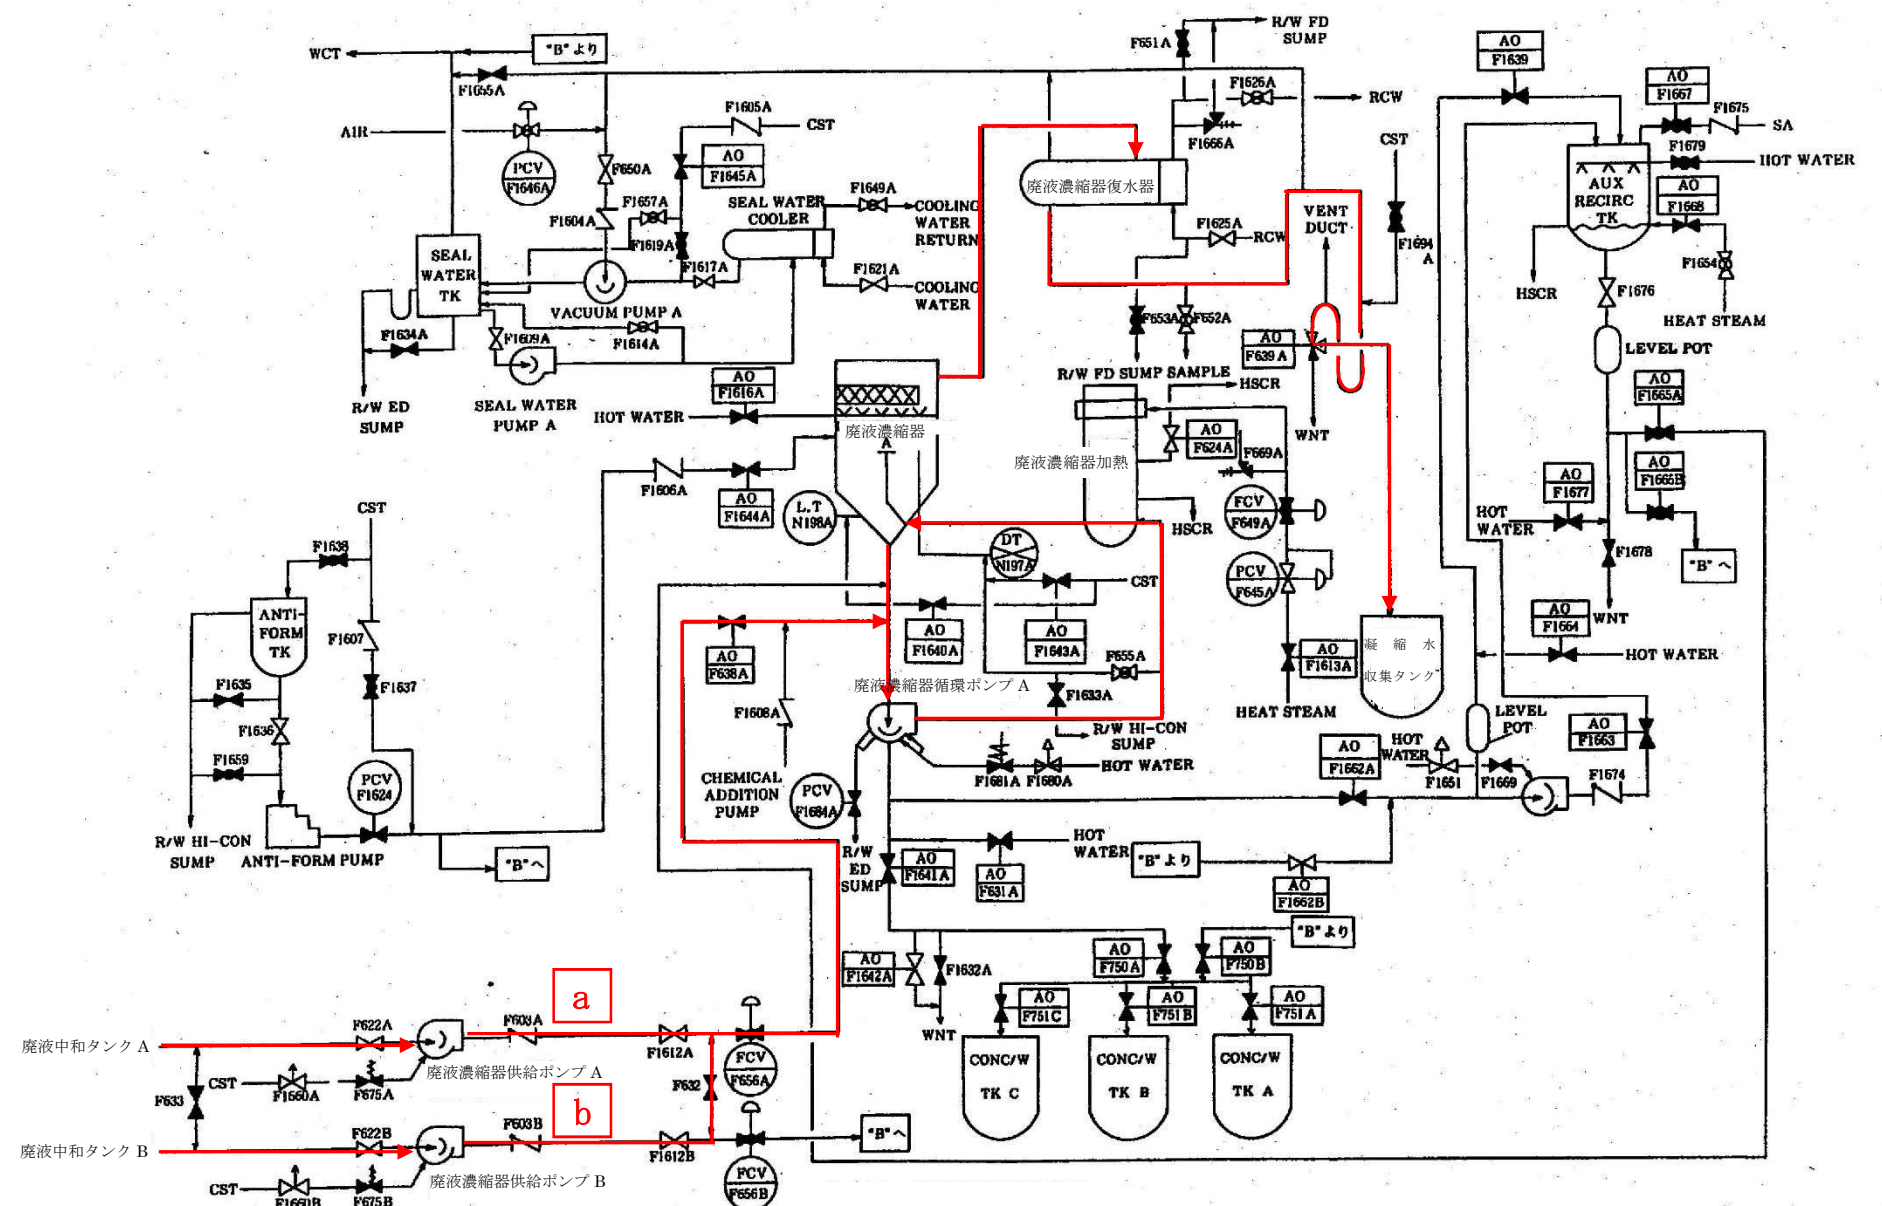 R/W FD
SUMP
WCT
"B" より
F651A
AO
F1639
F1655A
F1626A
RCW
AO
F1667
F1675
SA
F1605A
CST
AIR
F1666A
CST
F1679
HOT WATER
PCV
F1646A
F650A
AO
F1645A
廃液濃縮器復水器
AUX
RECIRC
TK
AO
F1668
F1657A
SEAL WATER
COOLER
F1649A
COOLING
WATER
RETURN
VENT
DUCT
F1604A
F1619A
F1625A
RCW
F1694
A
SEAL
WATER
TK
F1617A
F1621A
COOLING
WATER
F1654
HSCR
F1676
VACUUM PUMP A
F1614A
F1609A
F1634A
F653A
F652A
HEAT STEAM
AO
F639A
LEVEL POT
R/W FD SUMP
SAMPLE
HSCR
AO
F1616A
HOT WATER
R/W ED
SUMP
SEAL WATER
PUMP A
AO
F1665A
廃液濃縮器
A
AO
F624A
WNT
廃液濃縮器加熱
F669A
F1606A
AO
F1644A
L.T
N198A
AO
F1677
AO
F1665B
FCV
F649A
HOT
WATER
CST
HSCR
DT
N197A
F1638
F1678
"B" へ
PCV
F645A
CST
ANTI-
FORM
TK
F1607
AO
F1664
WNT
AO
F638A
AO
F1640A
AO
F1643A
F655A
AO
F1613A
凝 縮 水
収集タンク
HOT WATER
F1635
F1637
廃液濃縮器循環ポンプ A
F1633A
F1608A
HEAT STEAM
LEVEL
POT
F1636
R/W HI-CON
SUMP
AO
F1663
F1659
PCV
F1624
CHEMICAL
ADDITION
PUMP
PCV
F1684A
F1681A
F1680A
HOT WATER
AO
F1662A
HOT
WATER
F1651
F1669
F1674
R/W HI-CON
SUMP
ANTI-FORM PUMP
"B" へ
R/W
ED
SUMP
AO
F1641A
HOT
WATER
AO
F631A
"B" より
AO
F1662B
"B" より
AO
F1642A
F1632A
AO
F750A
AO
F750B
WNT
AO
F751C
AO
F751B
AO
F751A
a
F622A
F603A
F1612A
廃液中和タンク A
廃液濃縮器供給ポンプ A
CST
F1660A
F675A
F633
F632
FCV
F656A
CONC/W
TK C
CONC/W
TK B
CONC/W
TK A
b
F622B
F603B
F1612B
"B" へ
廃液中和タンク B
廃液濃縮器供給ポンプ B
CST
F1660B
F675B
FCV
F656B